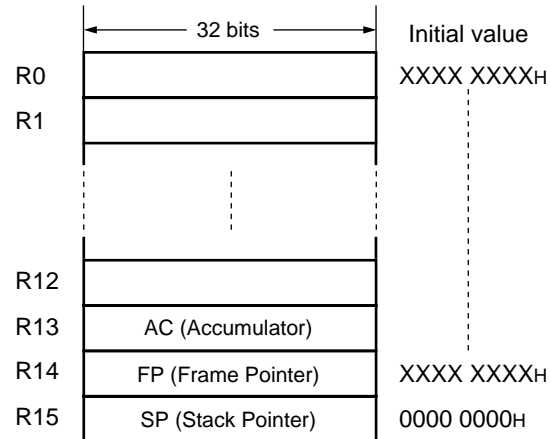 32 bits
Initial value
R0 XXXX XXXXH
R1
R12
R13 AC (Accumulator)
R14 FP (Frame Pointer) XXXX XXXXH
R15 SP (Stack Pointer) 0000 0000H